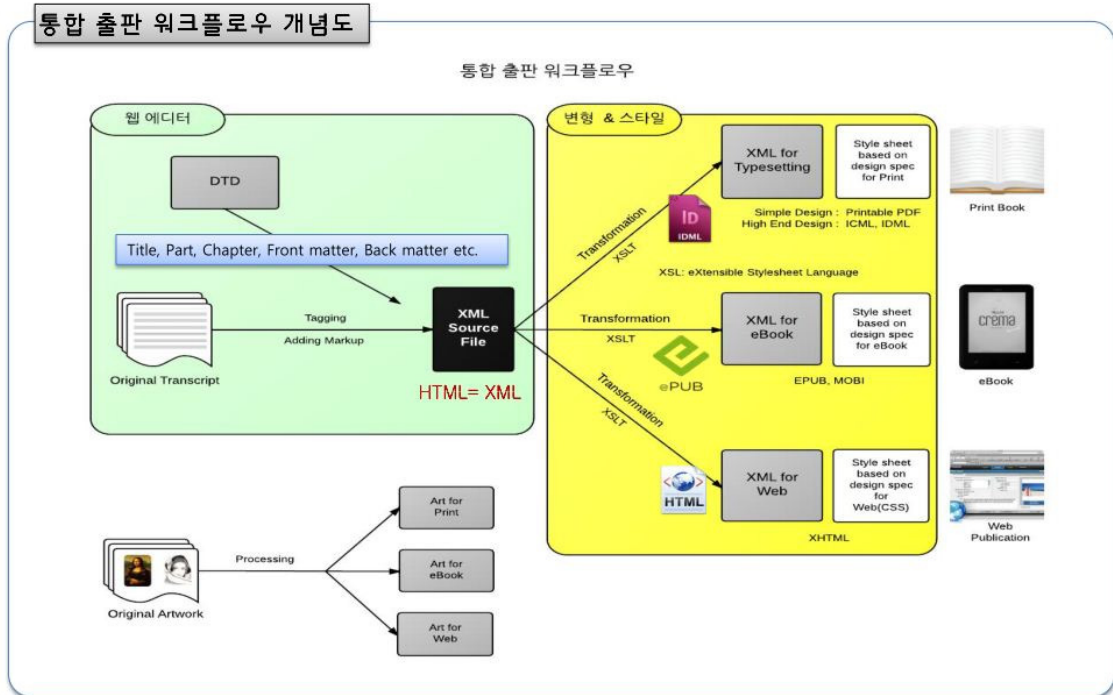 통합 출판 워크플로우 개념도
통합 출판 워크플로우
웹 에디터
DTD
Title, Part, Chapter, Front matter, Back matter etc.
Original Transcript
Tagging
Adding Markup
XML
Source
File
HTML= XML
변형 & 스타일
Transformation
XSLT
Id
IDML
XML for
Typesetting
Style sheet
based on
design spec
for Print
Simple Design : Printable PDF
High End Design : ICML, IDML
XSL: eXtensible Stylesheet Language
Print Book
Transformation
XSLT
ePUB
XML for
eBook
Style sheet
based on
design spec
for eBook
EPUB, MOBI
crema
eBook
Transformation
XSLT
HTML
XML for
Web
Style sheet
based on
design spec
for
Web(CSS)
XHTML
Web
Publication
Original Artwork
Processing
Art for
Print
Art for
eBook
Art for
Web